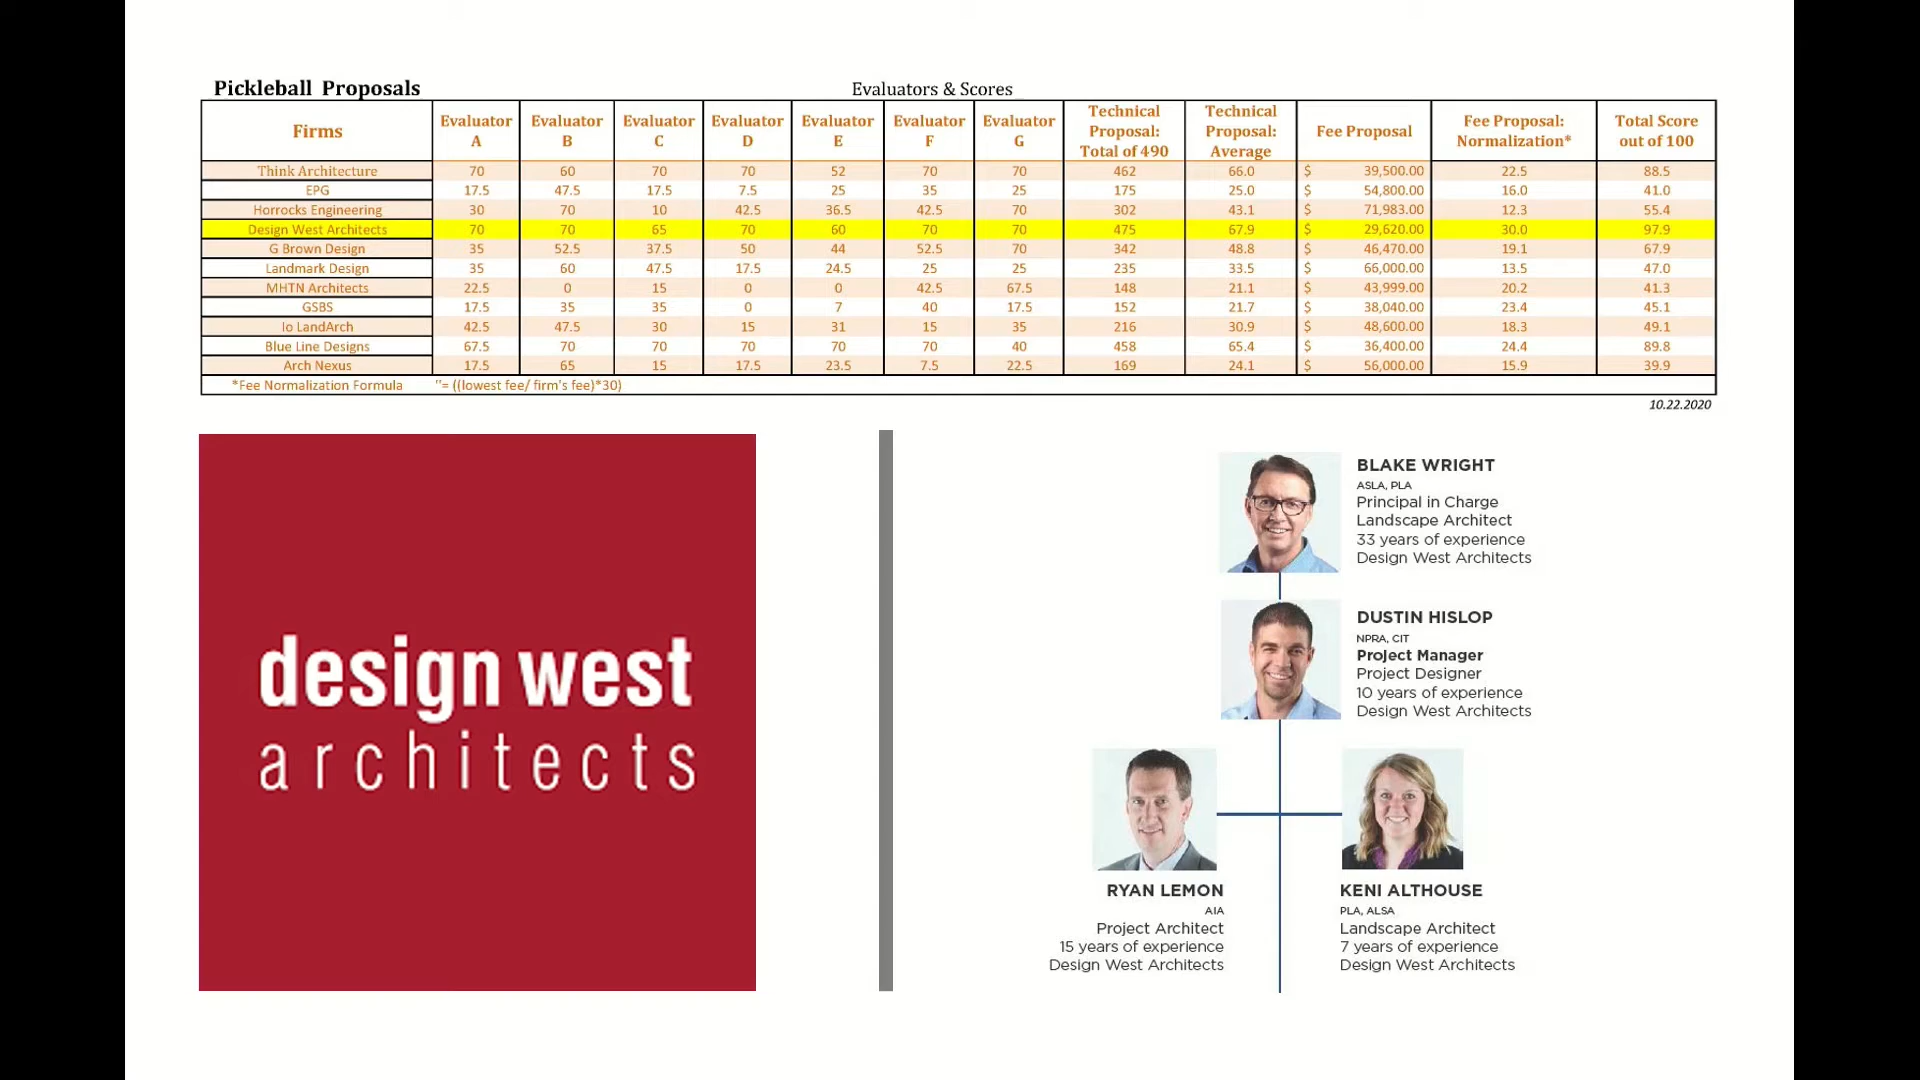 Pickleball Proposals Evaluators & Scores
Firms Evaluator A Evaluator B Evaluator C Evaluator D Evaluator E Evaluator F Evaluator G Technical Proposal: Total of 490 Technical Proposal: Average Fee Proposal Fee Proposal: Normalization* Total Score out of 100
Think Architecture 70 60 70 70 52 70 70 462 66.0 $ 39,500.00 22.5 88.5
EPG 17.5 47.5 17.5 7.5 25 35 25 175 25.0 $ 54,800.00 16.0 41.0
Horrocks Engineering 30 70 10 42.5 36.5 42.5 70 302 43.1 $ 71,983.00 12.3 55.4
Design West Architects 70 70 65 70 60 70 70 475 67.9 $ 29,620.00 30.0 97.9
G Brown Design 35 52.5 37.5 50 44 52.5 70 342 48.8 $ 46,470.00 19.1 67.9
Landmark Design 35 60 47.5 17.5 24.5 25 25 235 33.5 $ 66,000.00 13.5 47.0
MHTN Architects 22.5 0 15 0 0 42.5 67.5 148 21.1 $ 43,999.00 20.2 41.3
GSBS 17.5 35 35 0 7 40 17.5 152 21.7 $ 38,040.00 23.4 45.1
Io LandArch 42.5 47.5 30 15 31 15 35 216 30.9 $ 48,600.00 18.3 49.1
Blue Line Designs 67.5 70 70 70 70 70 40 458 65.4 $ 36,400.00 24.4 89.8
Arch Nexus 17.5 65 15 17.5 23.5 7.5 22.5 169 24.1 $ 56,000.00 15.9 39.9
*Fee Normalization Formula "= ((lowest fee/ firm's fee)*30)
10.22.2020
design west
architects
BLAKE WRIGHT
ASLA, PLA
Principal in Charge
Landscape Architect
33 years of experience
Design West Architects
DUSTIN HISLOP
NPRA, CIT
Project Manager
Project Designer
10 years of experience
Design West Architects
RYAN LEMON
AIA
Project Architect
15 years of experience
Design West Architects
KENI ALTHOUSE
PLA, ALSA
Landscape Architect
7 years of experience
Design West Architects